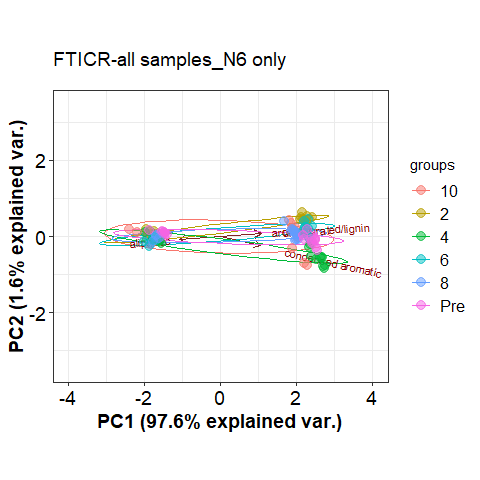 FTICR-all samples_N6 only
PC2 (1.6% explained var.)
2
0
-2
-4
-2
0
2
4
PC1 (97.6% explained var.)
groups
10
2
4
6
8
Pre
aromatic